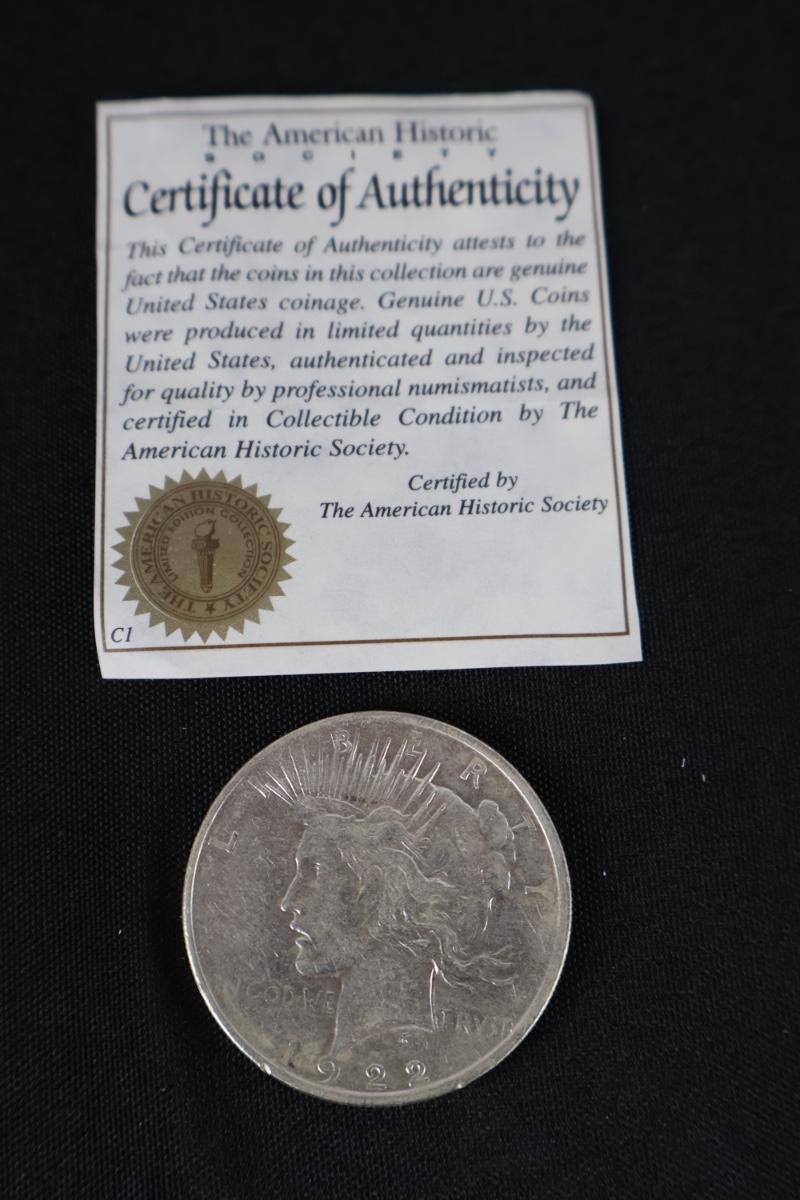 The American Historic
SOCIETY
Certificate of Authenticity
This Certificate of Authenticity attests to the
fact that the coins in this collection are genuine
United States coinage. Genuine U.S. Coins
were produced in limited quantities by the
United States, authenticated and inspected
for quality by professional numismatists, and
certified in Collectible Condition by The
American Historic Society.
Certified by
The American Historic Society
THE AMERICAN HISTORIC SOCIETY ★
LIMITED EDITION COLLECTION
C1
LIBERTY
GOD WE TRVST
1922